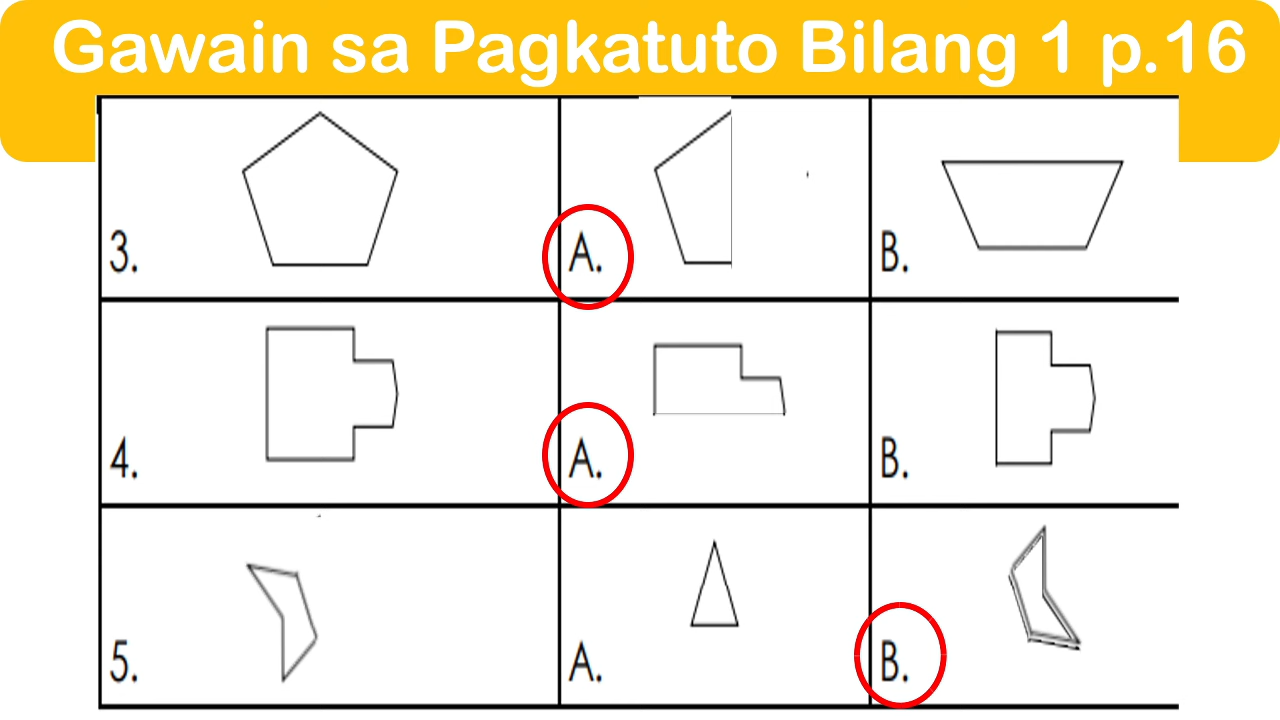 Gawain sa Pagkatuto Bilang 1 p.16
3. A. B.
4. A. B.
5. A. B.